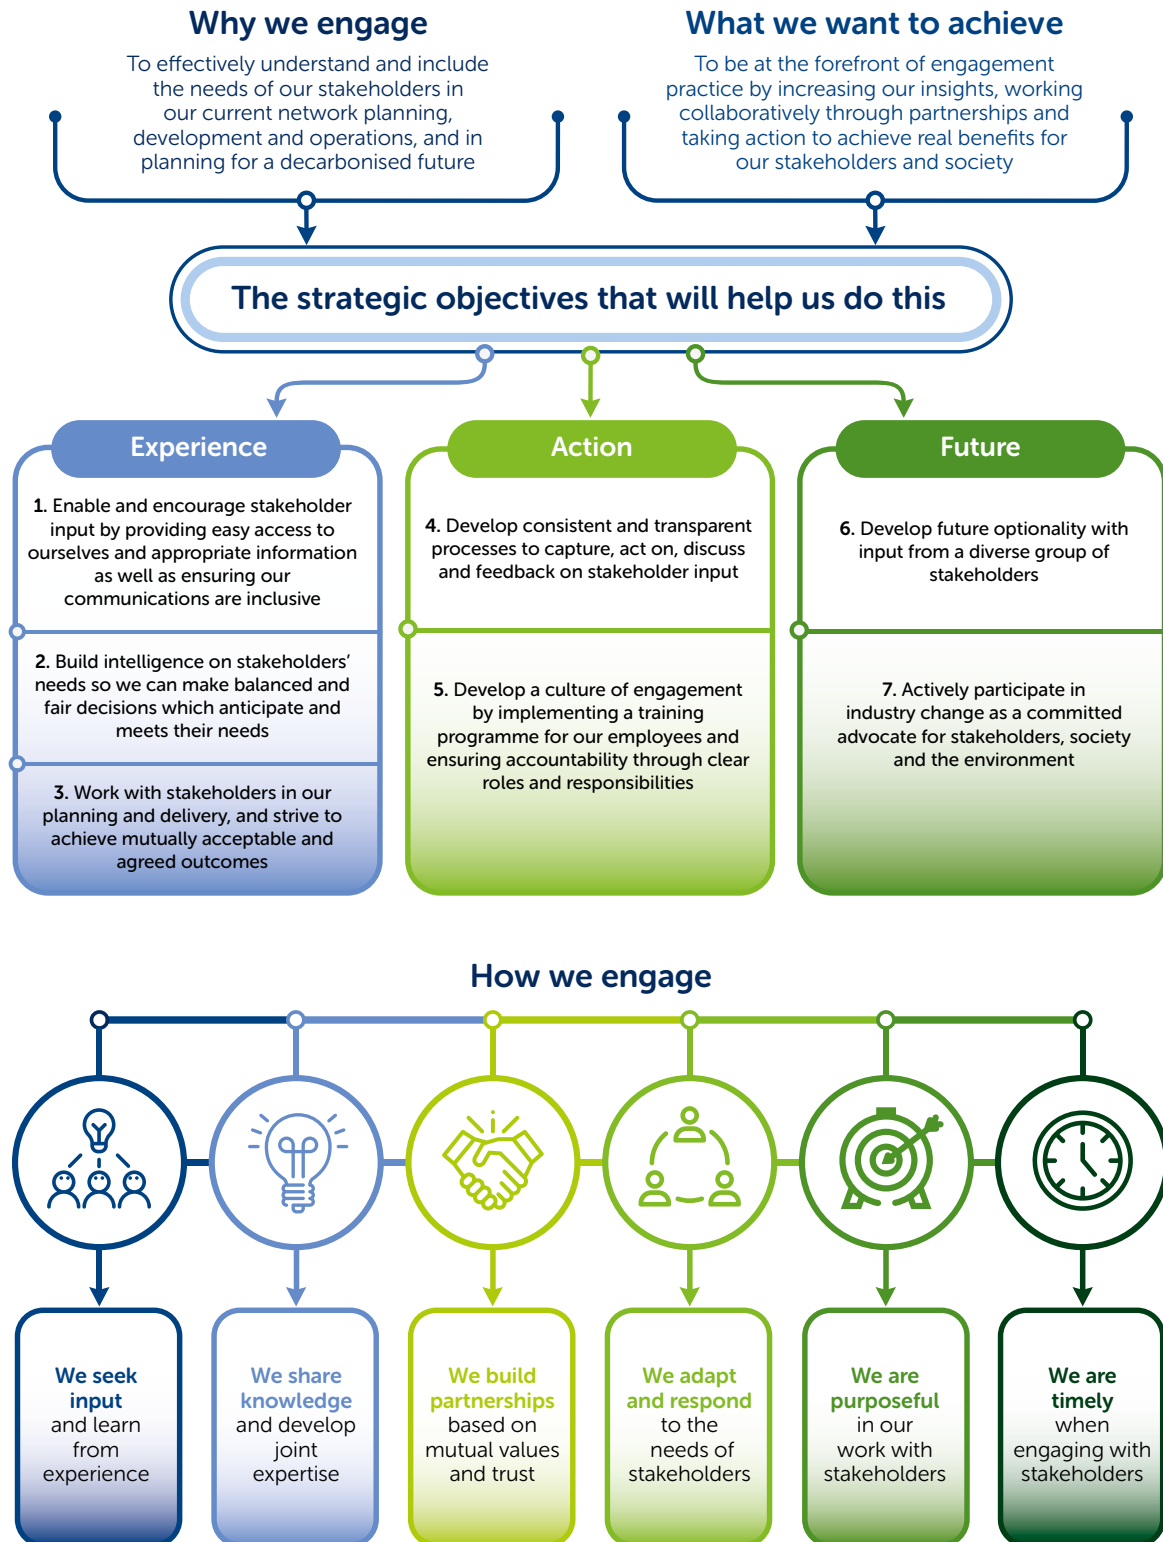 Why we engage
To effectively understand and include
the needs of our stakeholders in
our current network planning,
development and operations, and in
planning for a decarbonised future
What we want to achieve
To be at the forefront of engagement
practice by increasing our insights, working
collaboratively through partnerships and
taking action to achieve real benefits for
our stakeholders and society
The strategic objectives that will help us do this
Experience
1. Enable and encourage stakeholder
input by providing easy access to
ourselves and appropriate information
as well as ensuring our
communications are inclusive
2. Build intelligence on stakeholders'
needs so we can make balanced and
fair decisions which anticipate and
meets their needs
3. Work with stakeholders in our
planning and delivery, and strive to
achieve mutually acceptable and
agreed outcomes
Action
4. Develop consistent and transparent
processes to capture, act on, discuss
and feedback on stakeholder input
5. Develop a culture of engagement
by implementing a training
programme for our employees and
ensuring accountability through clear
roles and responsibilities
Future
6. Develop future optionality with
input from a diverse group of
stakeholders
7. Actively participate in
industry change as a committed
advocate for stakeholders, society
and the environment
How we engage
We seek
input
and learn
from
experience
We share
knowledge
and develop
joint
expertise
We build
partnerships
based on
mutual values
and trust
We adapt
and respond
to the
needs of
stakeholders
We are
purposeful
in our
work with
stakeholders
We are
timely
when
engaging with
stakeholders